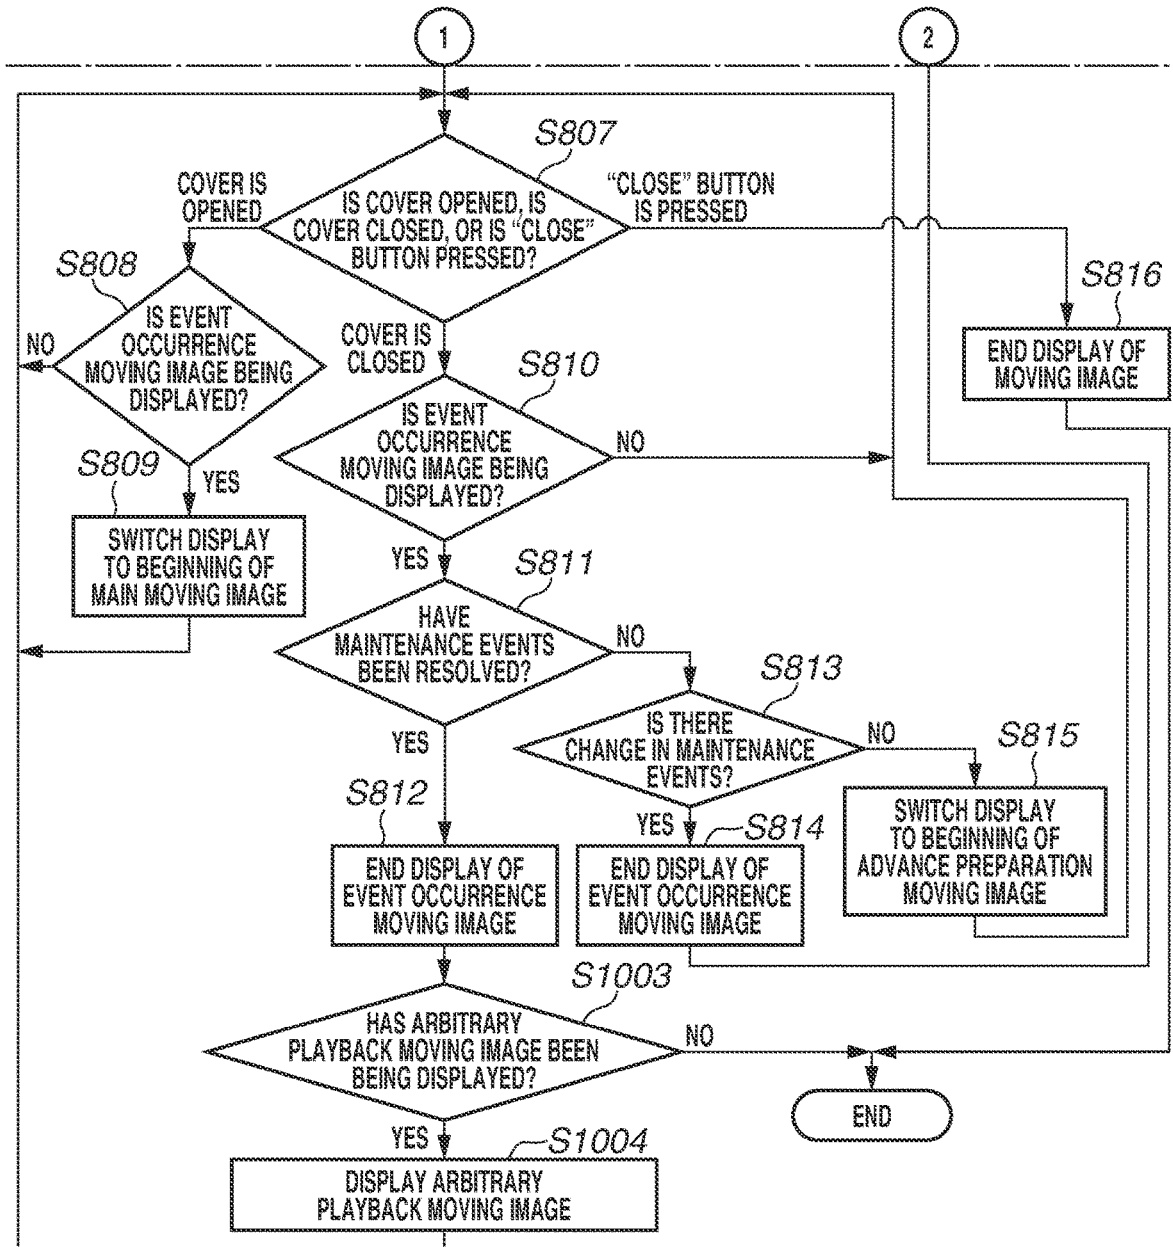 1
2
S807
COVER IS
OPENED
IS COVER OPENED, IS
COVER CLOSED, OR IS “CLOSE”
BUTTON PRESSED?
“CLOSE” BUTTON
IS PRESSED
S808
IS EVENT
OCCURRENCE
MOVING IMAGE BEING
DISPLAYED?
NO
YES
COVER IS
CLOSED
S816
END DISPLAY OF
MOVING IMAGE
S810
IS EVENT
OCCURRENCE
MOVING IMAGE BEING
DISPLAYED?
NO
YES
S809
SWITCH DISPLAY
TO BEGINNING OF
MAIN MOVING IMAGE
S811
HAVE
MAINTENANCE EVENTS
BEEN RESOLVED?
NO
YES
S813
IS THERE
CHANGE IN MAINTENANCE
EVENTS?
NO
YES
S815
SWITCH DISPLAY
TO BEGINNING OF
ADVANCE PREPARATION
MOVING IMAGE
S812
END DISPLAY OF
EVENT OCCURRENCE
MOVING IMAGE
S814
END DISPLAY OF
EVENT OCCURRENCE
MOVING IMAGE
S1003
HAS ARBITRARY
PLAYBACK MOVING IMAGE BEEN
BEING DISPLAYED?
NO
YES
END
S1004
DISPLAY ARBITRARY
PLAYBACK MOVING IMAGE